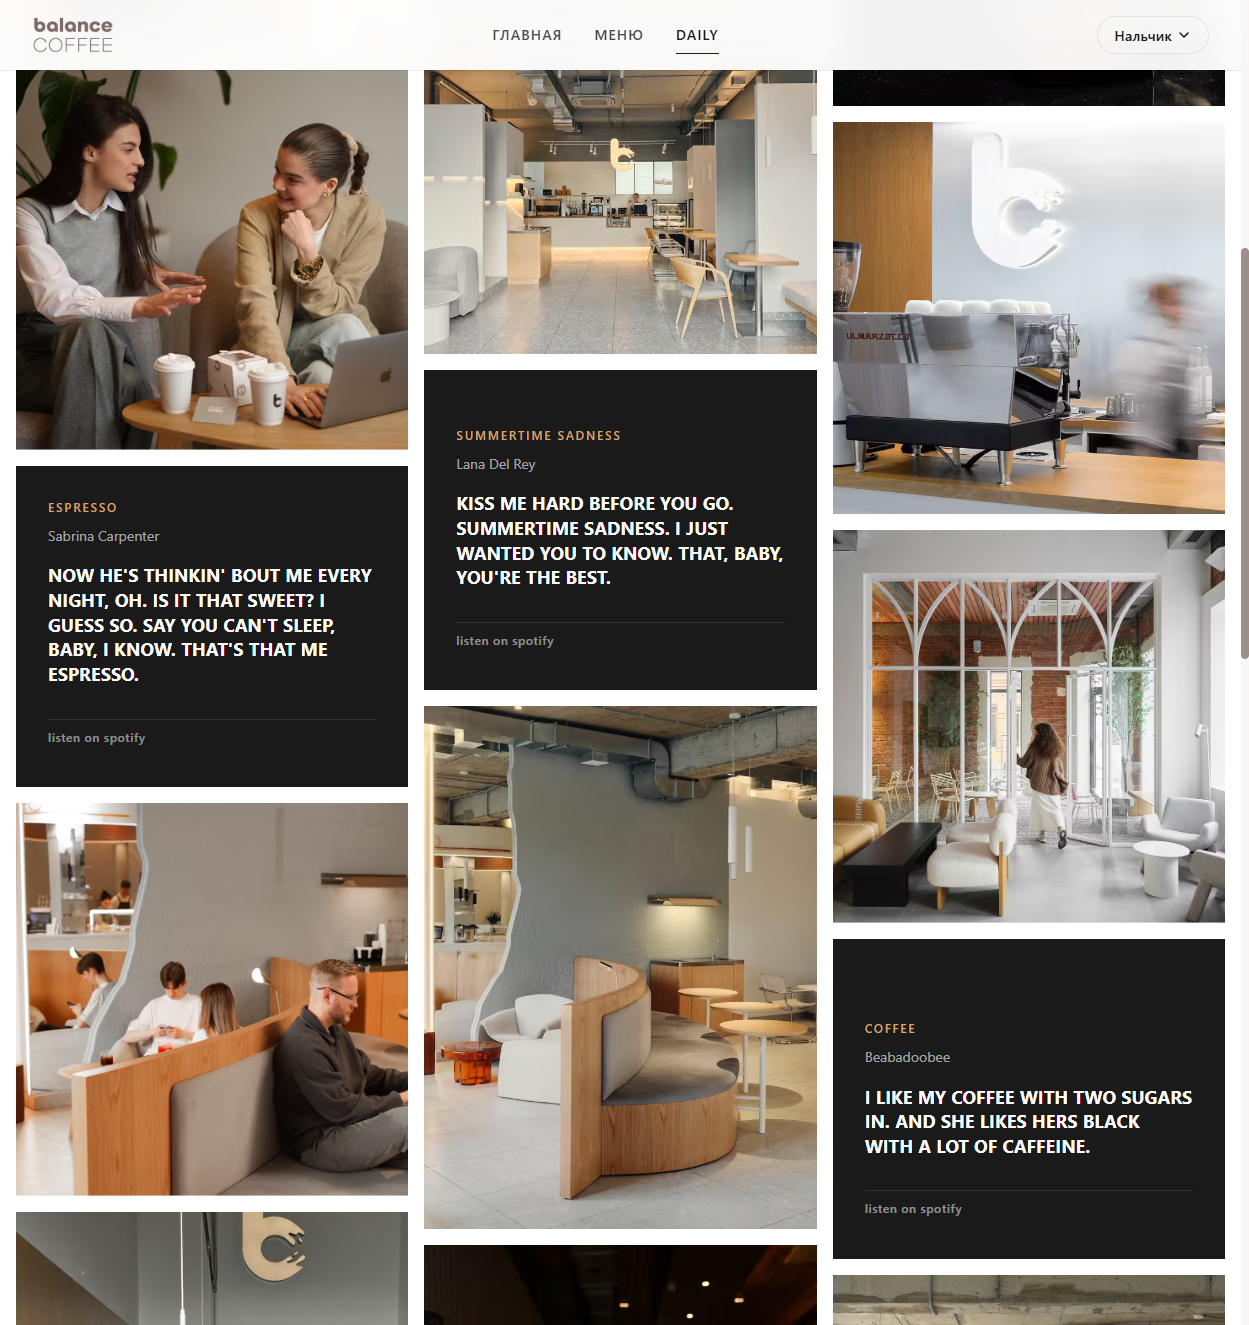 balance
COFFEE
ГЛАВНАЯ
МЕНЮ
DAILY
Нальчик
ESPRESSO
Sabrina Carpenter
NOW HE'S THINKIN' BOUT ME EVERY
NIGHT, OH. IS IT THAT SWEET? I
GUESS SO. SAY YOU CAN'T SLEEP,
BABY, I KNOW. THAT'S THAT ME
ESPRESSO.
listen on spotify
SUMMERTIME SADNESS
Lana Del Rey
KISS ME HARD BEFORE YOU GO.
SUMMERTIME SADNESS. I JUST
WANTED YOU TO KNOW. THAT, BABY,
YOU'RE THE BEST.
listen on spotify
COFFEE
Beabadoobee
I LIKE MY COFFEE WITH TWO SUGARS
IN. AND SHE LIKES HERS BLACK
WITH A LOT OF CAFFEINE.
listen on spotify